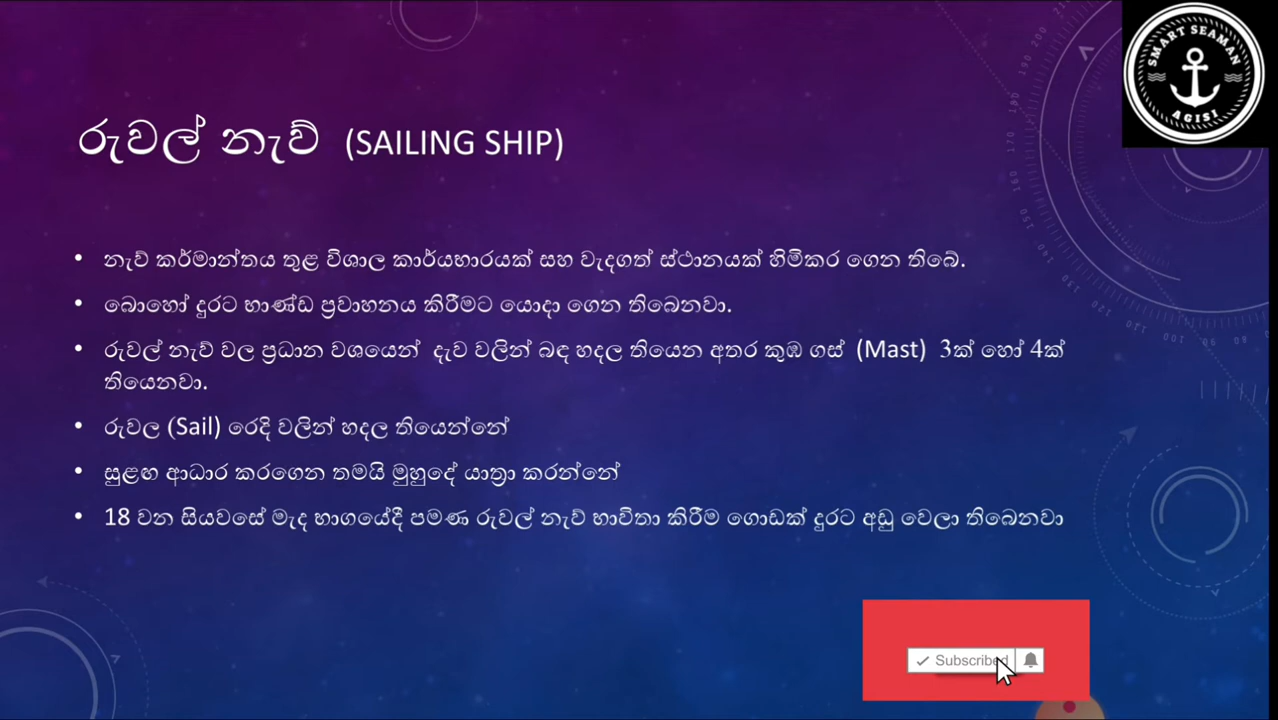 SMART SEAMAN
AGISI
රුවල් නැව් (SAILING SHIP)
• නැව් කර්මාන්තය තුළ විශාල කාර්යභාරයක් සහ වැදගත් ස්ථානයක් හිමිකර ගෙන තිබේ.
• බොහෝ දුරට භාණ්ඩ ප්‍රවාහනය කිරීමට යොදා ගෙන තිබෙනවා.
• රුවල් නැව් වල ප්‍රධාන වශයෙන් දැව වලින් බඳ හදල තියෙන අතර කුඹ ගස් (Mast) 3ක් හෝ 4ක්
තියෙනවා.
• රුවල (Sail) රෙදි වලින් හදල තියෙන්නේ
• සුළඟ ආධාර කරගෙන තමයි මුහුදේ යාත්‍රා කරන්නේ
• 18 වන සියවසේ මැද භාගයේදී පමණ රුවල් නැව් භාවිතා කිරීම ගොඩක් දුරට අඩු වෙලා තිබෙනවා
Subscribed